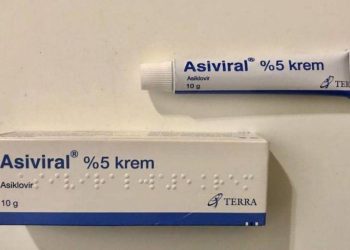 Asiviral® %5 krem
Asiklovir
10 g
TERRA
Asiviral® %5 krem
Asiklovir
10 g
TERRA